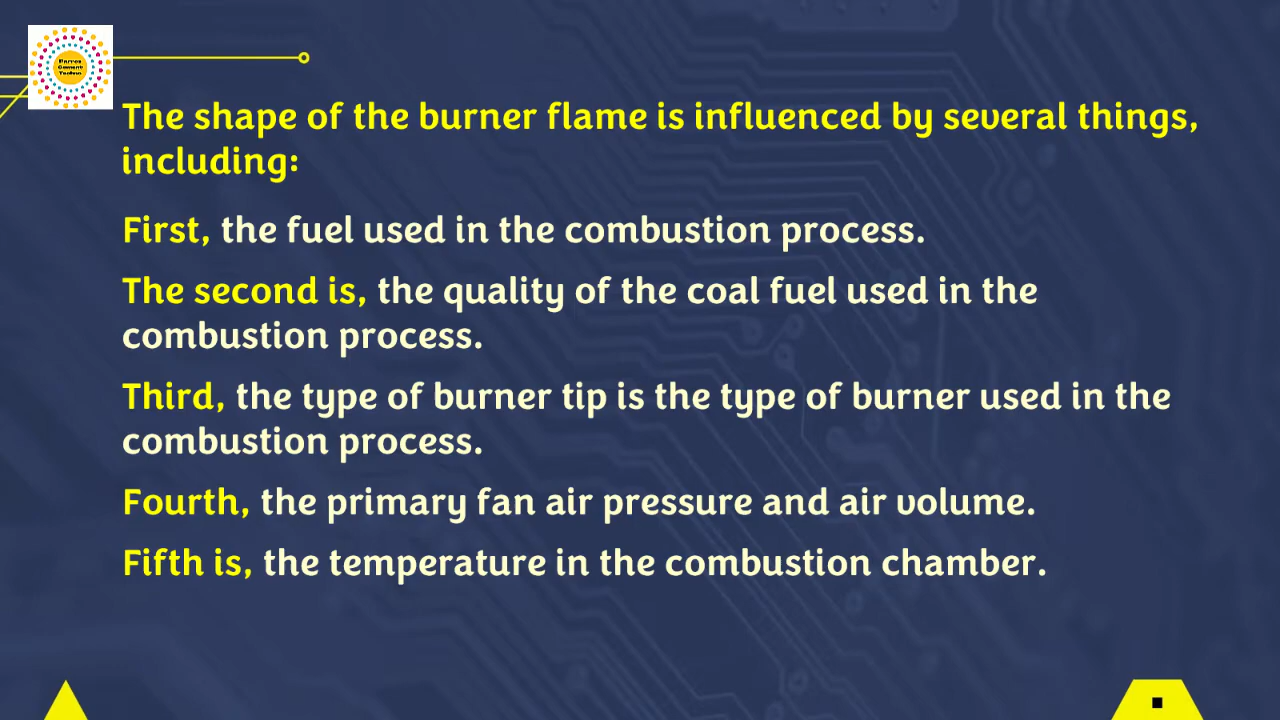 Barros
Cement
Techno
The shape of the burner flame is influenced by several things,
including:
First, the fuel used in the combustion process.
The second is, the quality of the coal fuel used in the
combustion process.
Third, the type of burner tip is the type of burner used in the
combustion process.
Fourth, the primary fan air pressure and air volume.
Fifth is, the temperature in the combustion chamber.